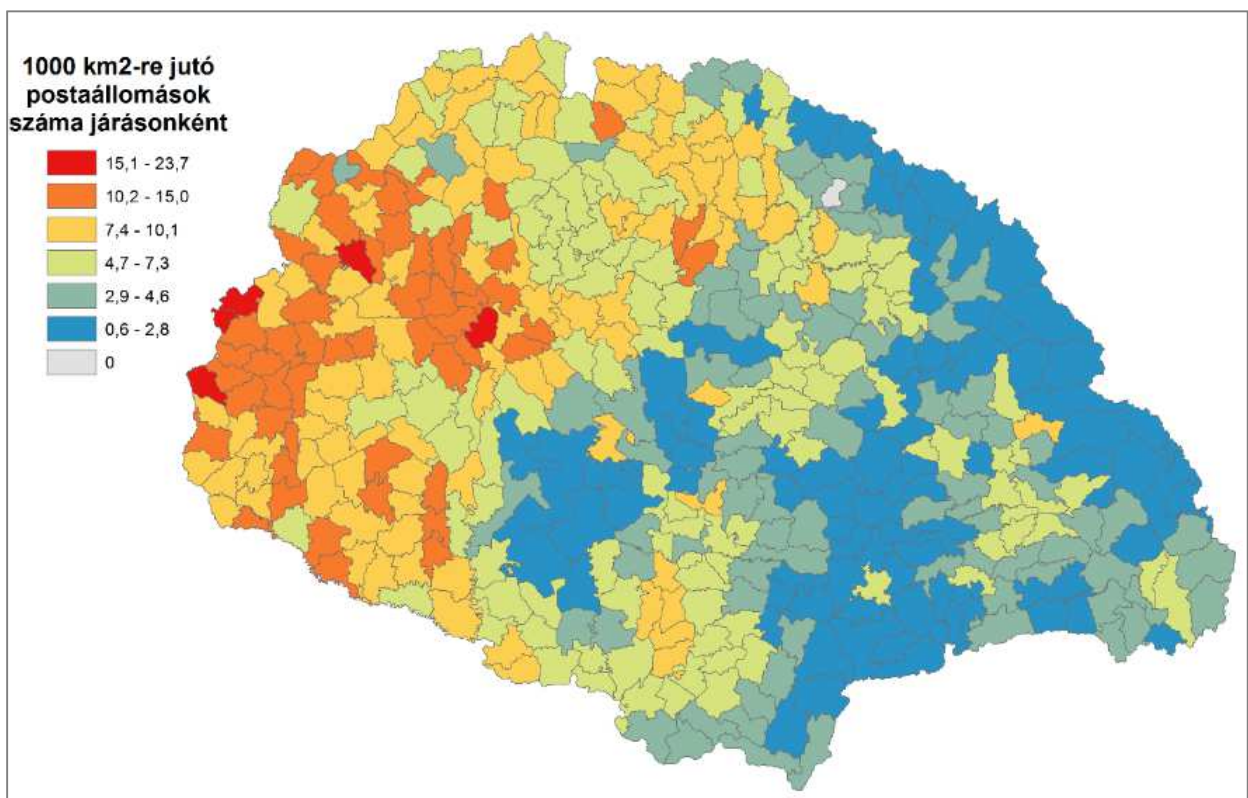 1000 km2-re jutó
postaállomások
száma járásonként
15,1 - 23,7
10,2 - 15,0
7,4 - 10,1
4,7 - 7,3
2,9 - 4,6
0,6 - 2,8
0